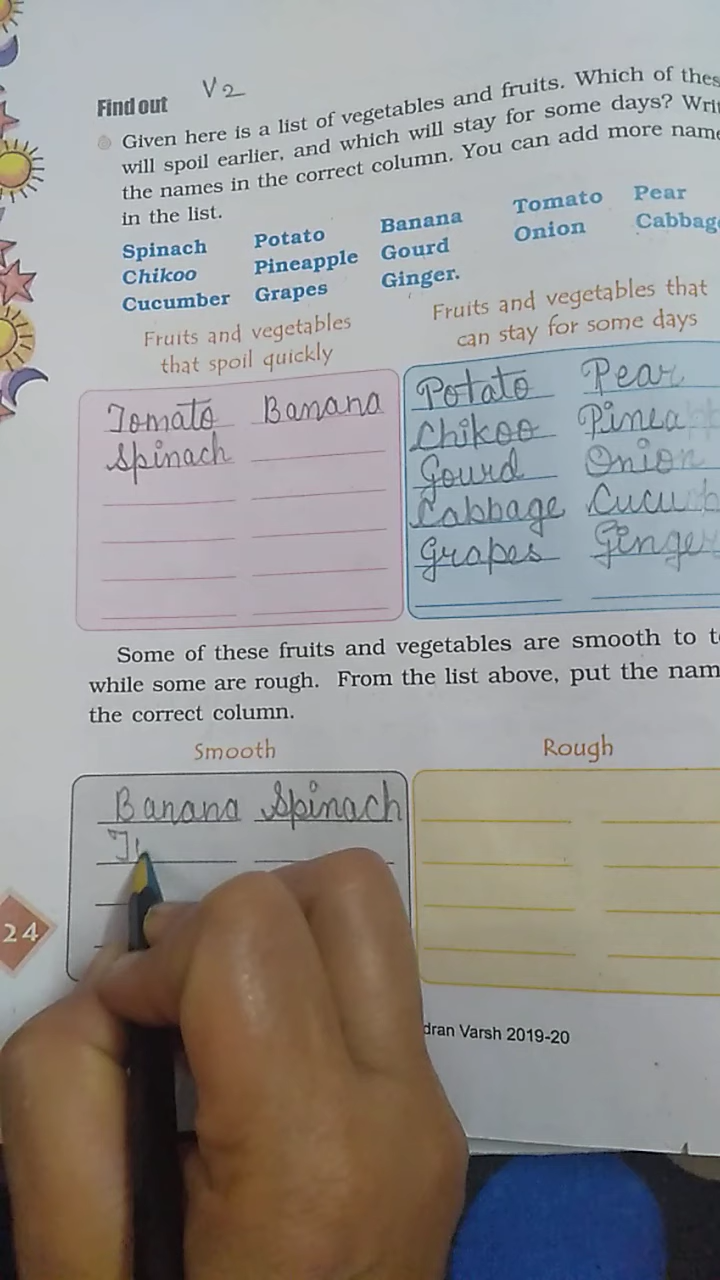 V2
Find out
Given here is a list of vegetables and fruits. Which of thes
will spoil earlier, and which will stay for some days? Writ
the names in the correct column. You can add more name
in the list.
Spinach Potato Banana Tomato Pear
Chikoo Pineapple Gourd Onion Cabbag
Cucumber Grapes Ginger.
Fruits and vegetables
that spoil quickly
Fruits and vegetables that
can stay for some days
Tomato Banana
Spinach
Potato Pear
Chikoo Pinea
Gourd Onion
Cabbage Cucumb
Grapes Ginger
Some of these fruits and vegetables are smooth to t
while some are rough. From the list above, put the nam
the correct column.
Smooth Rough
Banana Spinach
T
24
dran Varsh 2019-20